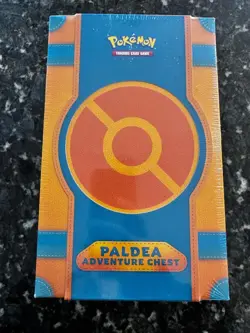 POKÉMON
TRADING CARD GAME
PALDEA
ADVENTURE CHEST